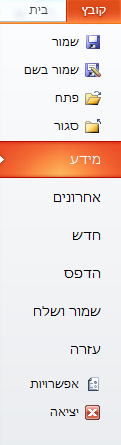 קובץ בית
שמור
שמור בשם
פתח
סגור
מידע
אחרונים
חדש
הדפס
שמור ושלח
עזרה
אפשרויות
יציאה